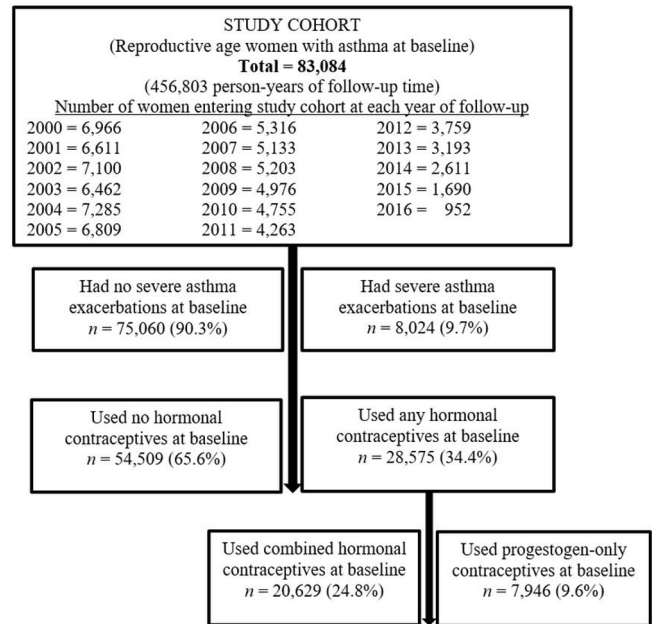 STUDY COHORT
(Reproductive age women with asthma at baseline)
Total = 83,084
(456,803 person-years of follow-up time)
Number of women entering study cohort at each year of follow-up
2000 = 6,966 2006 = 5,316 2012 = 3,759
2001 = 6,611 2007 = 5,133 2013 = 3,193
2002 = 7,100 2008 = 5,203 2014 = 2,611
2003 = 6,462 2009 = 4,976 2015 = 1,690
2004 = 7,285 2010 = 4,755 2016 = 952
2005 = 6,809 2011 = 4,263
Had no severe asthma
exacerbations at baseline
n = 75,060 (90.3%)
Had severe asthma
exacerbations at baseline
n = 8,024 (9.7%)
Used no hormonal
contraceptives at baseline
n = 54,509 (65.6%)
Used any hormonal
contraceptives at baseline
n = 28,575 (34.4%)
Used combined hormonal
contraceptives at baseline
n = 20,629 (24.8%)
Used progestogen-only
contraceptives at baseline
n = 7,946 (9.6%)